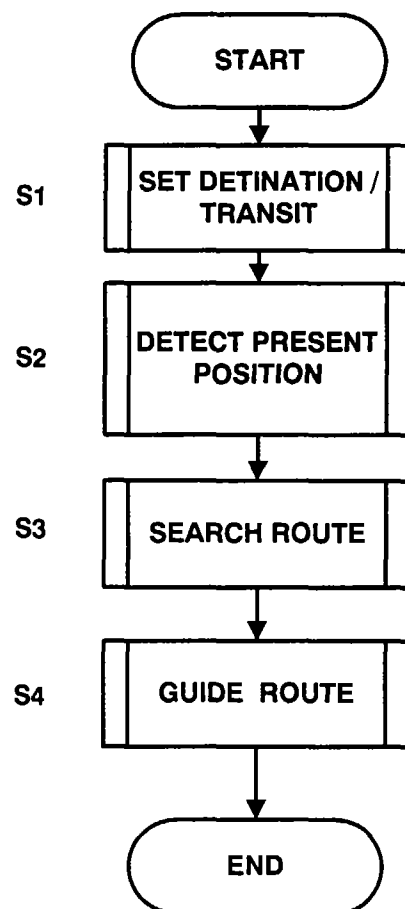 START
S1
SET DETINATION /
TRANSIT
S2
DETECT PRESENT
POSITION
S3
SEARCH ROUTE
S4
GUIDE ROUTE
END